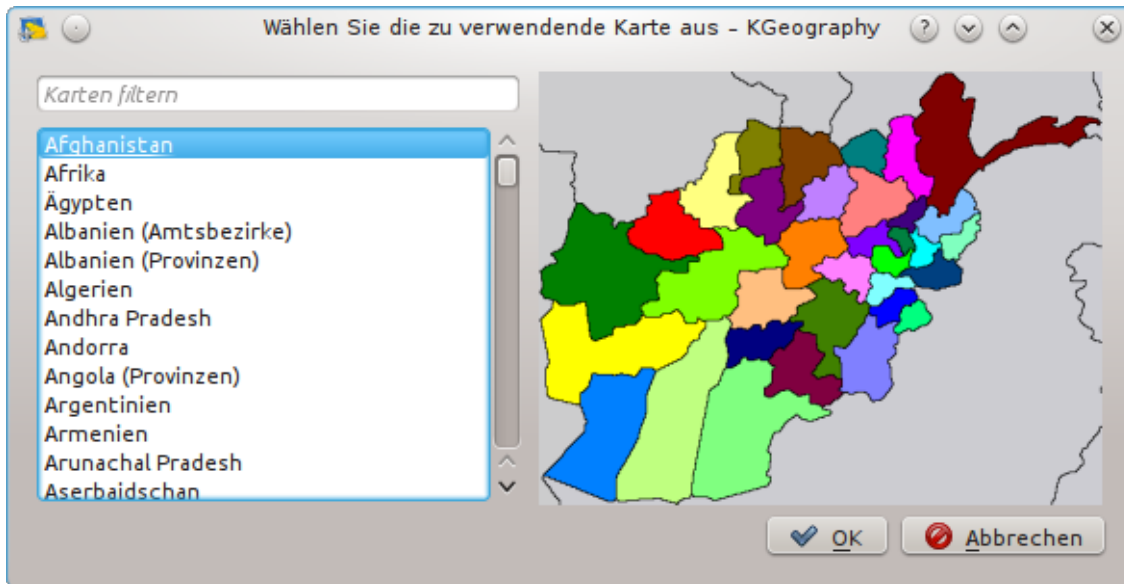 Wählen Sie die zu verwendende Karte aus – KGeography
Karten filtern
Afghanistan
Afrika
Ägypten
Albanien (Amtsbezirke)
Albanien (Provinzen)
Algerien
Andhra Pradesh
Andorra
Angola (Provinzen)
Argentinien
Armenien
Arunachal Pradesh
Aserbaidschan
OK
Abbrechen